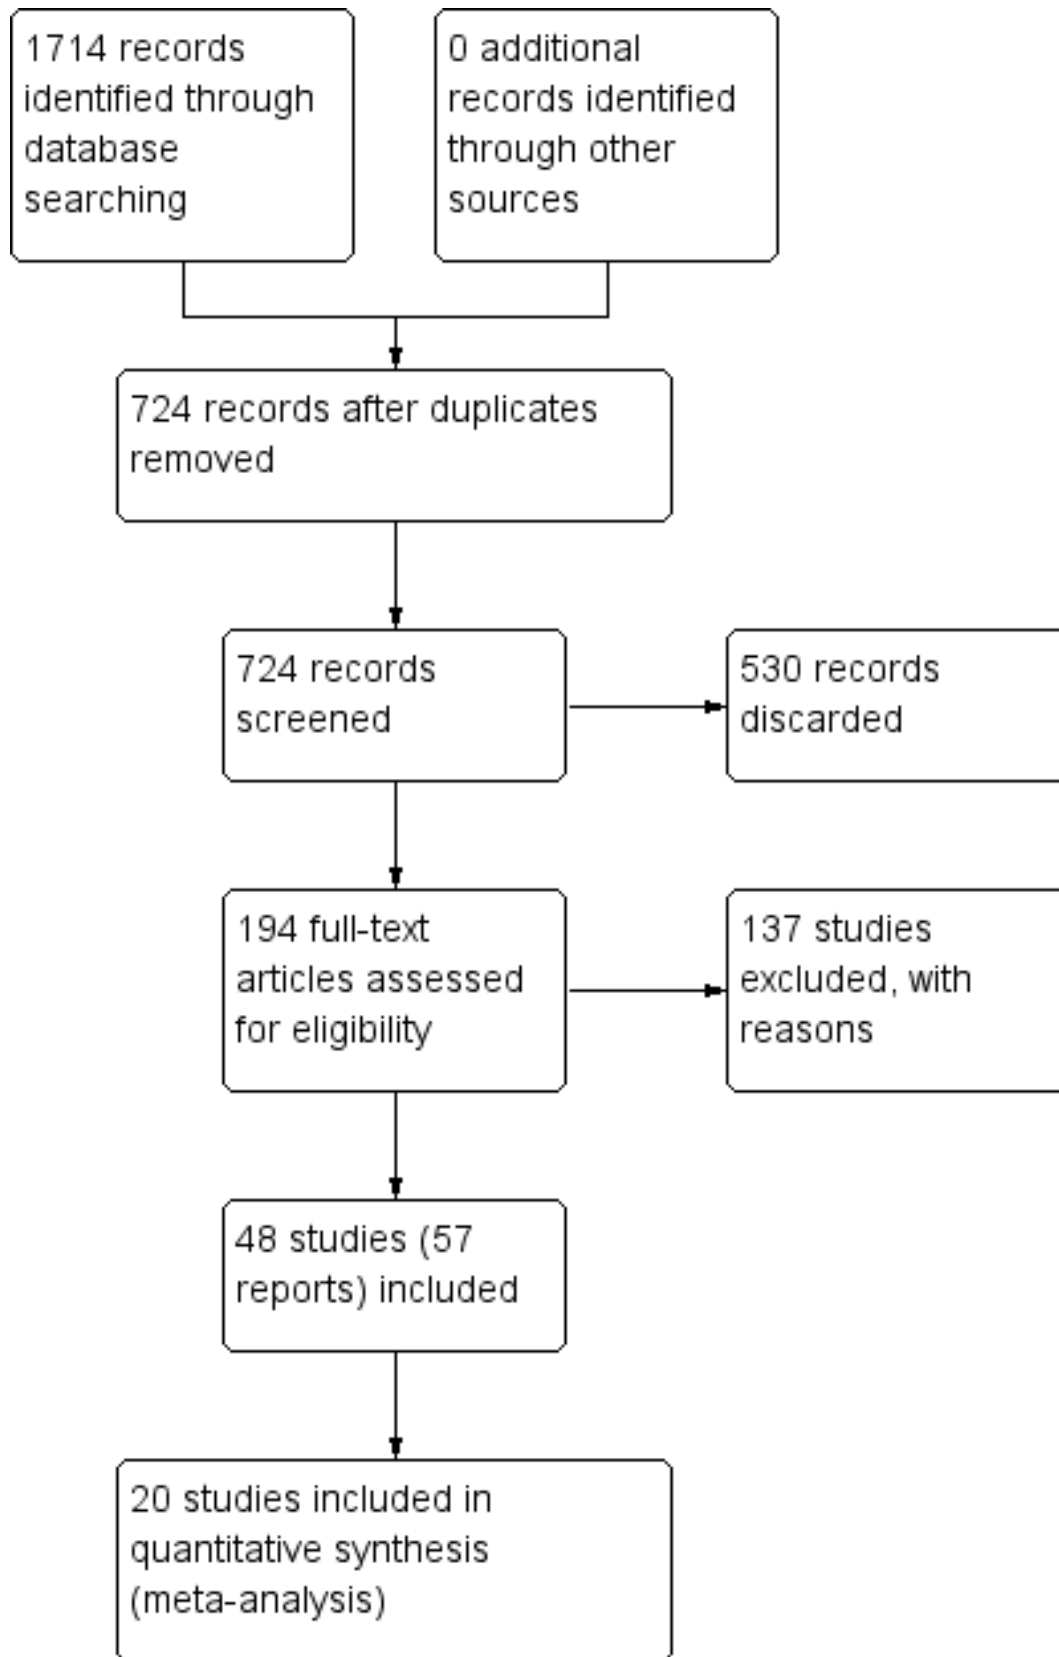 1714 records
identified through
database
searching
0 additional
records identified
through other
sources
724 records after duplicates
removed
724 records
screened
530 records
discarded
194 full-text
articles assessed
for eligibility
137 studies
excluded, with
reasons
48 studies (57
reports) included
20 studies included in
quantitative synthesis
(meta-analysis)